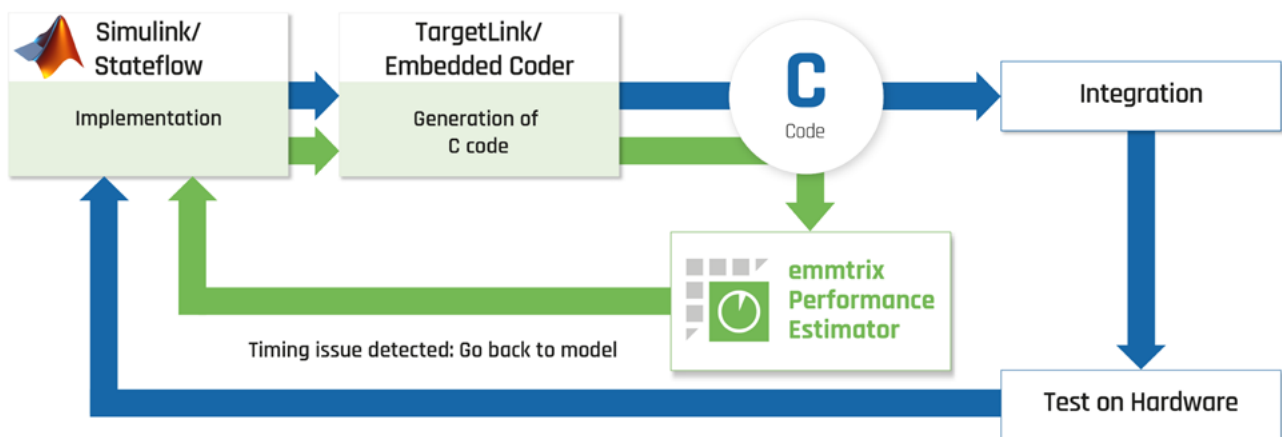 Simulink/
Stateflow
Implementation
TargetLink/
Embedded Coder
Generation of
C code
C
Code
Integration
emmtrix
Performance
Estimator
Timing issue detected: Go back to model
Test on Hardware